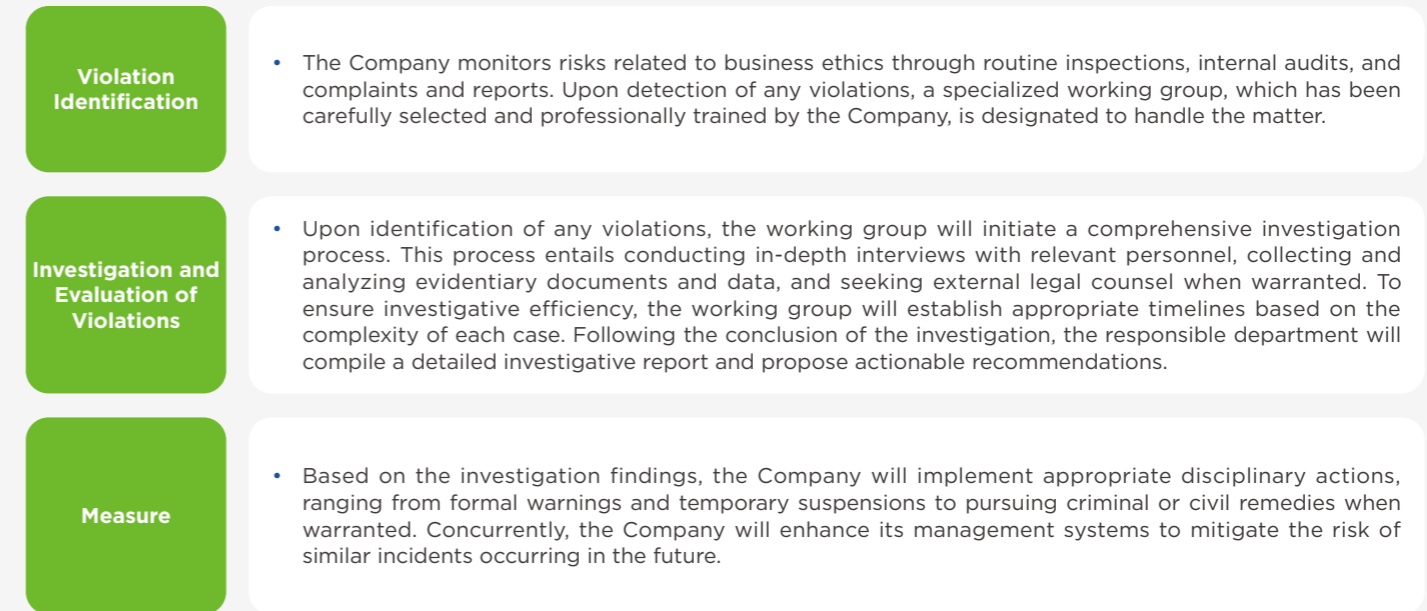 Violation
Identification
• The Company monitors risks related to business ethics through routine inspections, internal audits, and
complaints and reports. Upon detection of any violations, a specialized working group, which has been
carefully selected and professionally trained by the Company, is designated to handle the matter.
Investigation and
Evaluation of
Violations
• Upon identification of any violations, the working group will initiate a comprehensive investigation
process. This process entails conducting in-depth interviews with relevant personnel, collecting and
analyzing evidentiary documents and data, and seeking external legal counsel when warranted. To
ensure investigative efficiency, the working group will establish appropriate timelines based on the
complexity of each case. Following the conclusion of the investigation, the responsible department will
compile a detailed investigative report and propose actionable recommendations.
Measure
• Based on the investigation findings, the Company will implement appropriate disciplinary actions,
ranging from formal warnings and temporary suspensions to pursuing criminal or civil remedies when
warranted. Concurrently, the Company will enhance its management systems to mitigate the risk of
similar incidents occurring in the future.